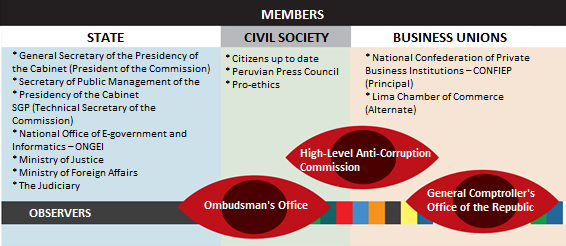 MEMBERS
STATE
* General Secretary of the Presidency of
the Cabinet (President of the Commission)
* Secretary of Public Management of the
* Presidency of the Cabinet
SGP (Technical Secretary of the
Commission)
* National Office of E-government and
Informatics – ONGEI
* Ministry of Justice
* Ministry of Foreign Affairs
* The Judiciary
CIVIL SOCIETY
* Citizens up to date
* Peruvian Press Council
* Pro-ethics
BUSINESS UNIONS
* National Confederation of Private
Business Institutions – CONFIEP
(Principal)
* Lima Chamber of Commerce
(Alternate)
High-Level Anti-Corruption
Commission
OBSERVERS
Ombudsman's Office
General Comptroller's
Office of the Republic